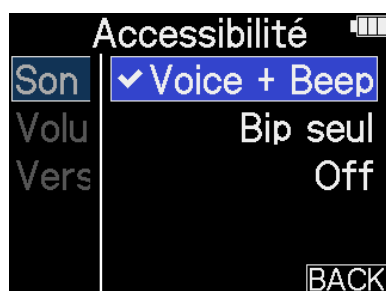 Accessibilité
Son
Voice + Beep
Volu
Bip seul
Vers
Off
BACK